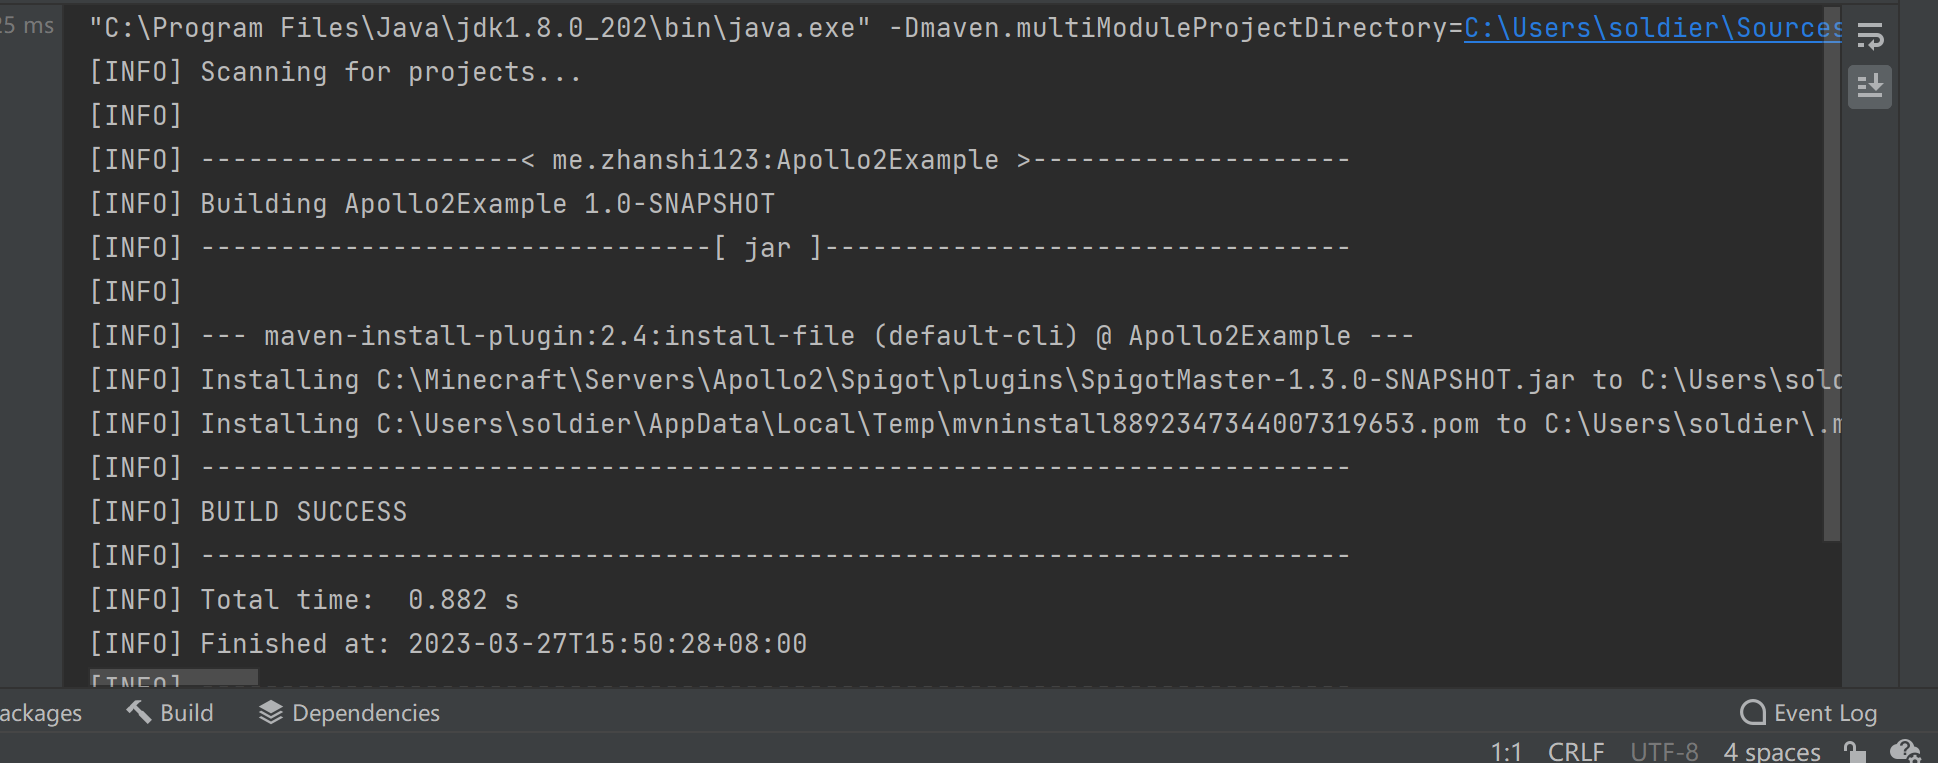 25 ms
"C:\Program Files\Java\jdk1.8.0_202\bin\java.exe" -Dmaven.multiModuleProjectDirectory=C:\Users\soldier\Sources
[INFO] Scanning for projects...
[INFO]
[INFO] --------------------< me.zhanshi123:Apollo2Example >--------------------
[INFO] Building Apollo2Example 1.0-SNAPSHOT
[INFO] --------------------------------[ jar ]---------------------------------
[INFO]
[INFO] --- maven-install-plugin:2.4:install-file (default-cli) @ Apollo2Example ---
[INFO] Installing C:\Minecraft\Servers\Apollo2\Spigot\plugins\SpigotMaster-1.3.0-SNAPSHOT.jar to C:\Users\sold
[INFO] Installing C:\Users\soldier\AppData\Local\Temp\mvninstall8892347344007319653.pom to C:\Users\soldier\.m
[INFO] ------------------------------------------------------------------------
[INFO] BUILD SUCCESS
[INFO] ------------------------------------------------------------------------
[INFO] Total time:  0.882 s
[INFO] Finished at: 2023-03-27T15:50:28+08:00
[INFO] ------------------------------------------------------------------------
ackages Build Dependencies Event Log
1:1 CRLF UTF-8 4 spaces